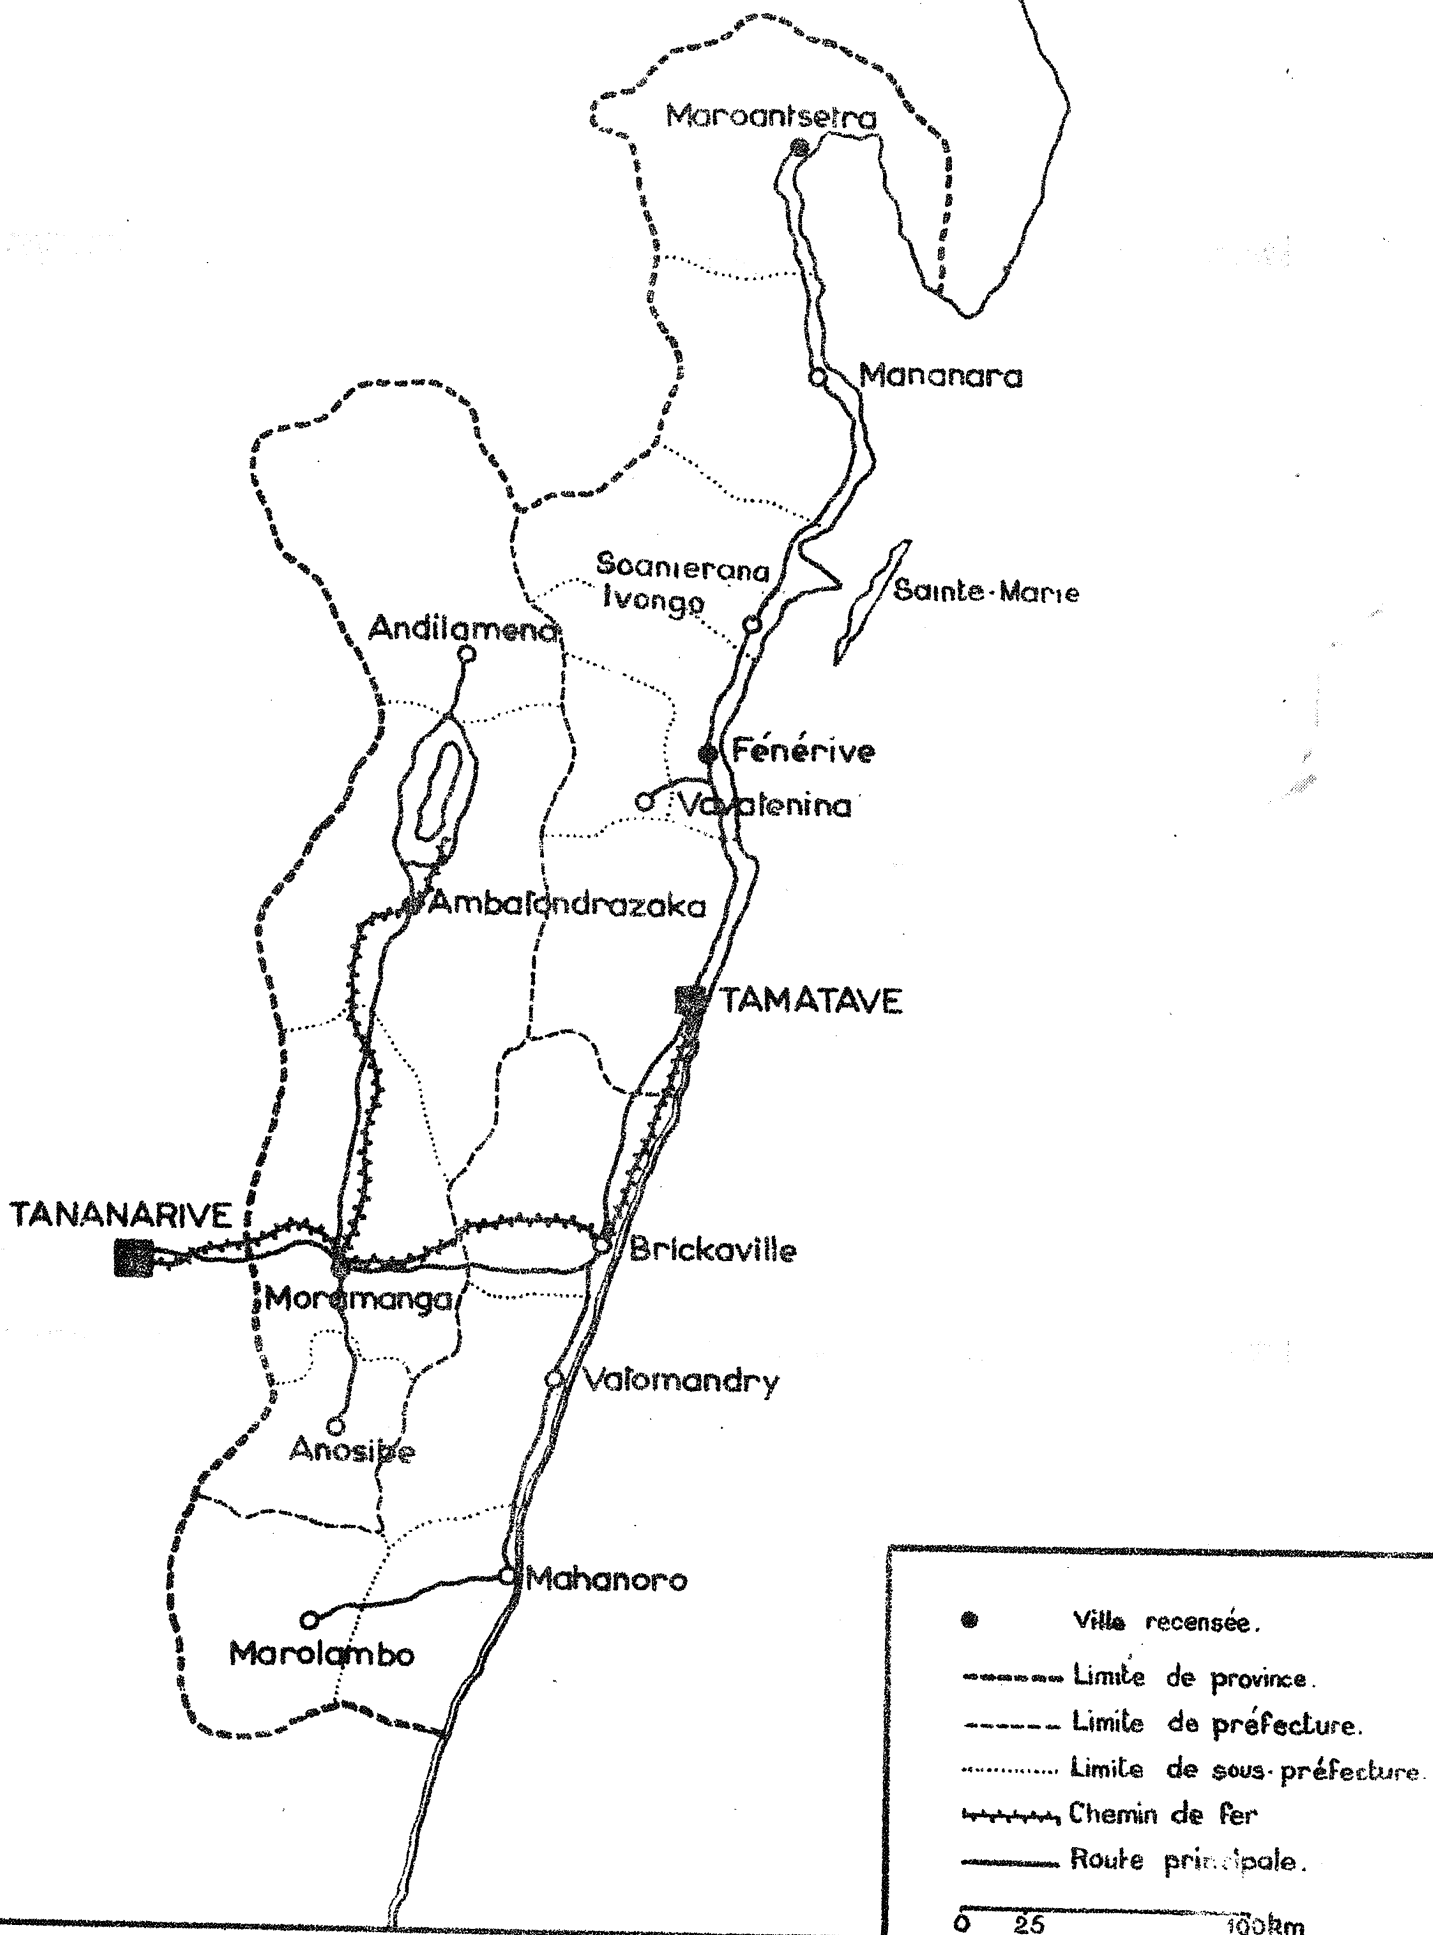 Maroantsetra
Mananara
Soanierana
Ivongo
Sainte-Marie
Andilamena
Fénérive
Vavatenina
Ambatondrazaka
TAMATAVE
TANANARIVE
Brickaville
Moramanga
Vatomandry
Anosibe
Mahanoro
Marolambo
Ville recensée.
Limite de province.
Limite de préfecture.
Limite de sous-préfecture.
Chemin de fer
Route principale.
0 25 100km